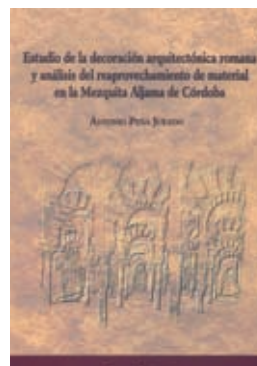 Estudio de la decoración arquitectónica romana
y análisis del reaprovechamiento de material
en la Mezquita Aljama de Córdoba
Antonio Peña Jurado